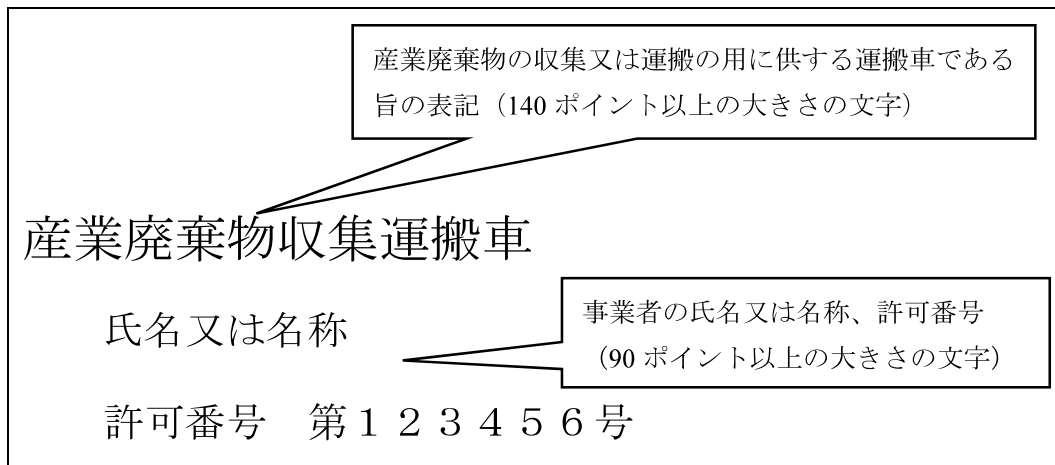 産業廃棄物の収集又は運搬の用に供する運搬車である
旨の表記（140 ポイント以上の大きさの文字）
産業廃棄物収集運搬車
氏名又は名称
事業者の氏名又は名称、許可番号
（90 ポイント以上の大きさの文字）
許可番号　第１２３４５６号